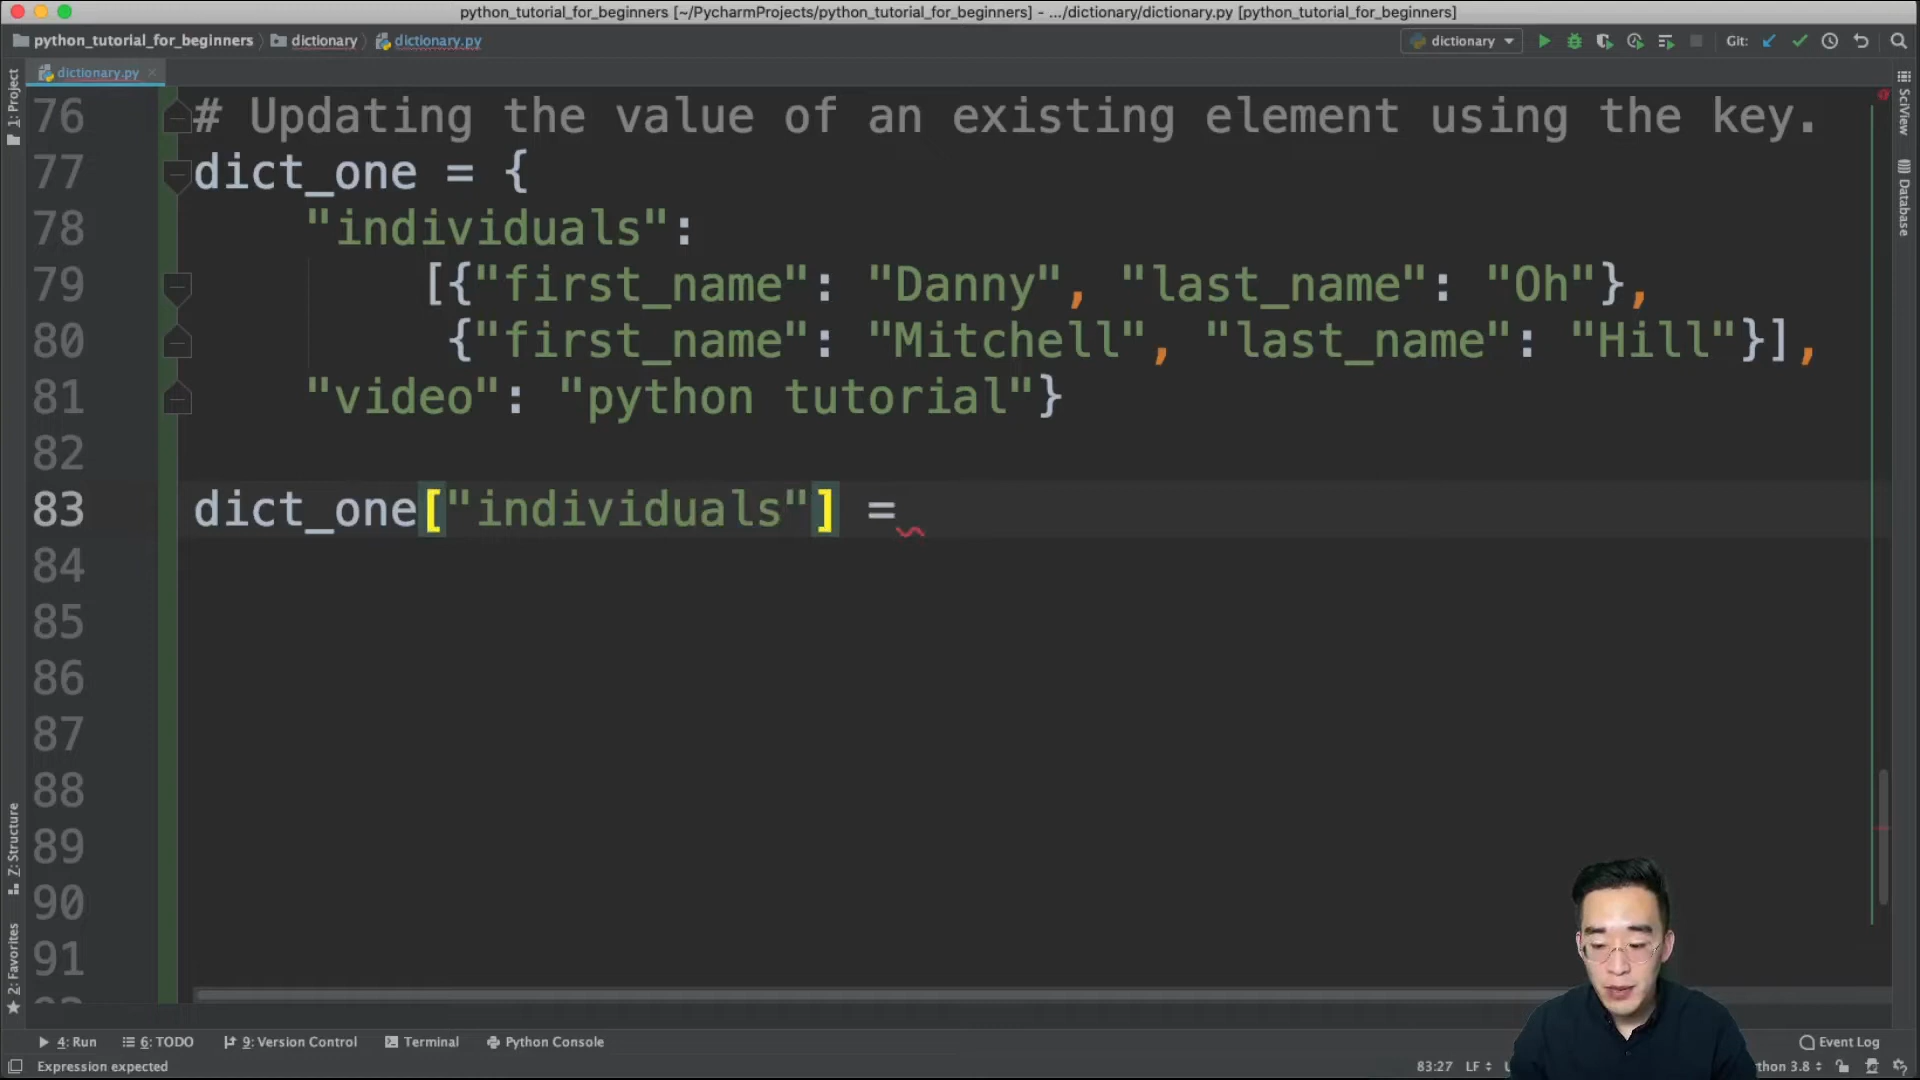 python_tutorial_for_beginners [~/PycharmProjects/python_tutorial_for_beginners] - .../dictionary/dictionary.py [python_tutorial_for_beginners]
python_tutorial_for_beginners dictionary dictionary.py dictionary Git:
dictionary.py
1: Project
SciView
Database
76 # Updating the value of an existing element using the key.
77 dict_one = {
78 "individuals":
79 [{"first_name": "Danny", "last_name": "Oh"},
80 {"first_name": "Mitchell", "last_name": "Hill"}],
81 "video": "python tutorial"}
82
83 dict_one["individuals"] =
84
85
86
87
88
89
90
91
Z: Structure
2: Favorites
4: Run 6: TODO 9: Version Control Terminal Python Console Event Log
Expression expected 83:27 LF thon 3.8